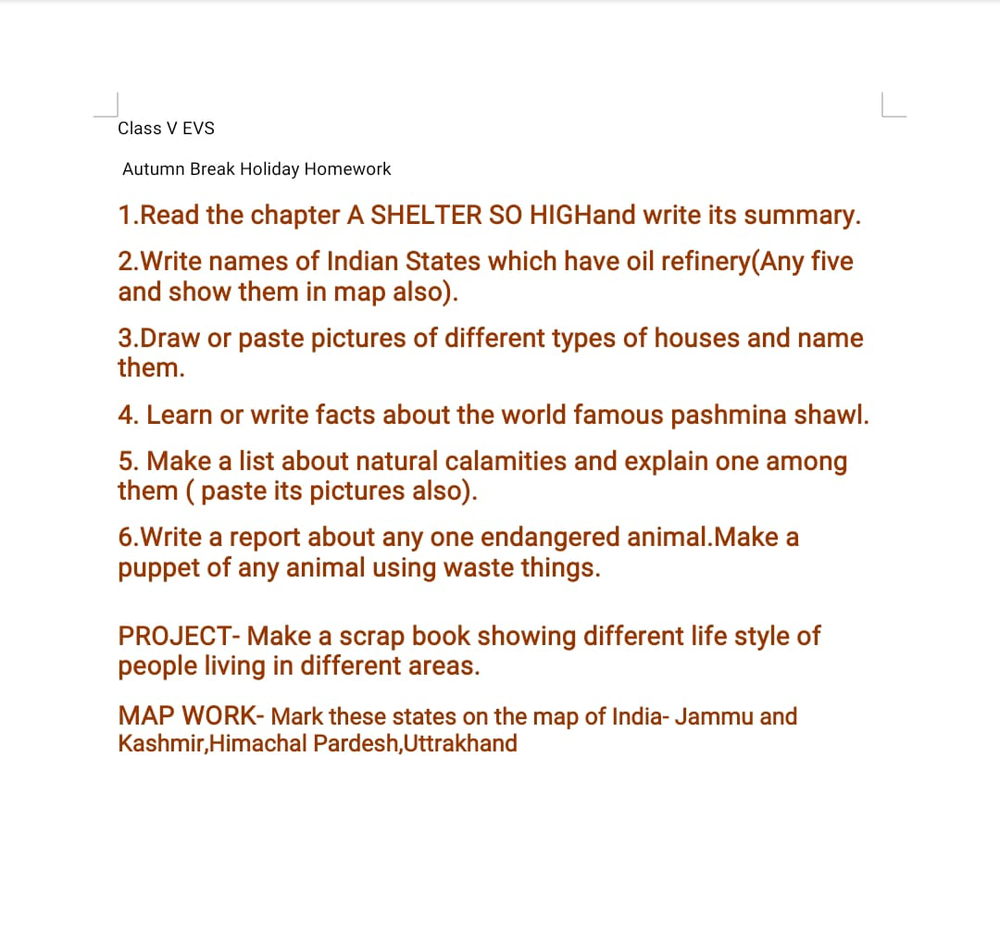 Class V EVS
Autumn Break Holiday Homework
1.Read the chapter A SHELTER SO HIGHand write its summary.
2.Write names of Indian States which have oil refinery(Any five
and show them in map also).
3.Draw or paste pictures of different types of houses and name
them.
4. Learn or write facts about the world famous pashmina shawl.
5. Make a list about natural calamities and explain one among
them ( paste its pictures also).
6.Write a report about any one endangered animal.Make a
puppet of any animal using waste things.
PROJECT- Make a scrap book showing different life style of
people living in different areas.
MAP WORK- Mark these states on the map of India- Jammu and
Kashmir,Himachal Pardesh,Uttrakhand